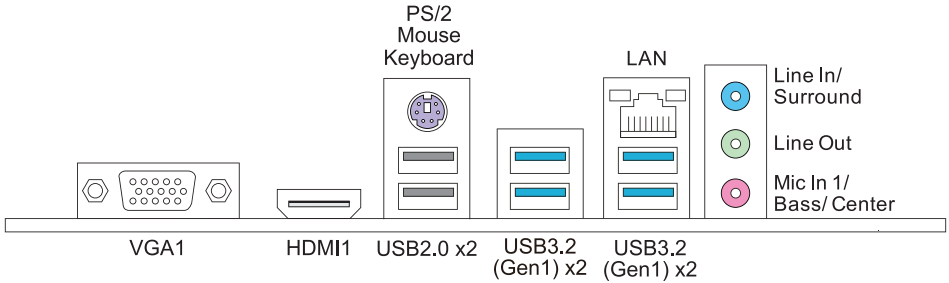 PS/2
Mouse
Keyboard
LAN
Line In/
Surround
Line Out
Mic In 1/
Bass/ Center
VGA1
HDMI1
USB2.0 x2
USB3.2
(Gen1) x2
USB3.2
(Gen1) x2